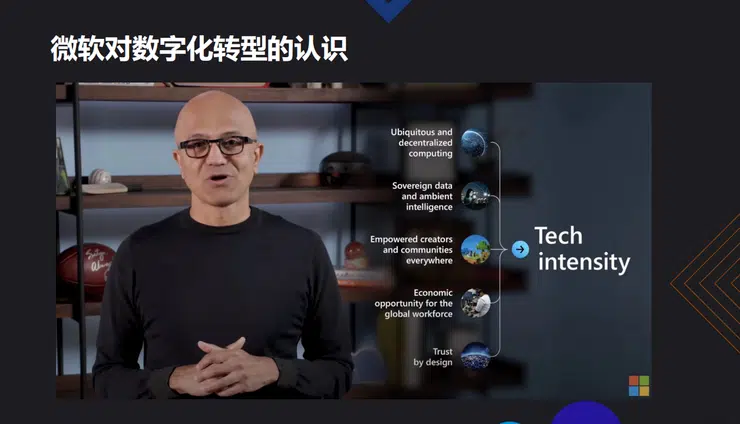 微软对数字化转型的认识
Ubiquitous and
decentralized
computing
Sovereign data
and ambient
intelligence
Empowered creators
and communities
everywhere
Economic
opportunity for the
global workforce
Trust
by design
Tech
intensity